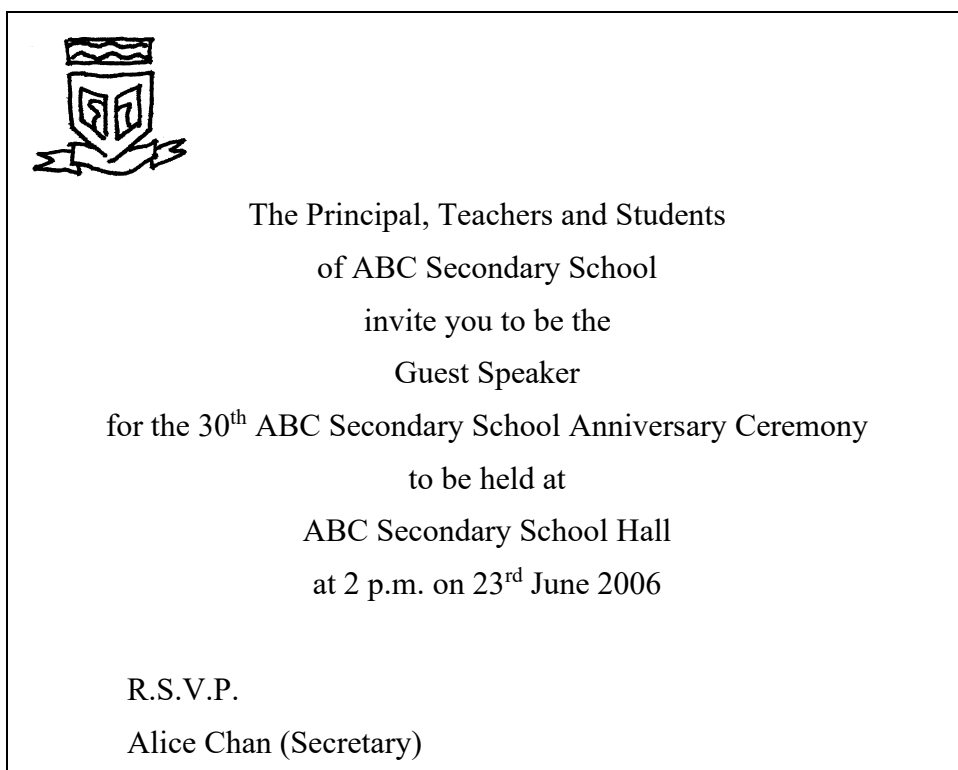 The Principal, Teachers and Students
of ABC Secondary School
invite you to be the
Guest Speaker
for the 30th ABC Secondary School Anniversary Ceremony
to be held at
ABC Secondary School Hall
at 2 p.m. on 23rd June 2006
R.S.V.P.
Alice Chan (Secretary)